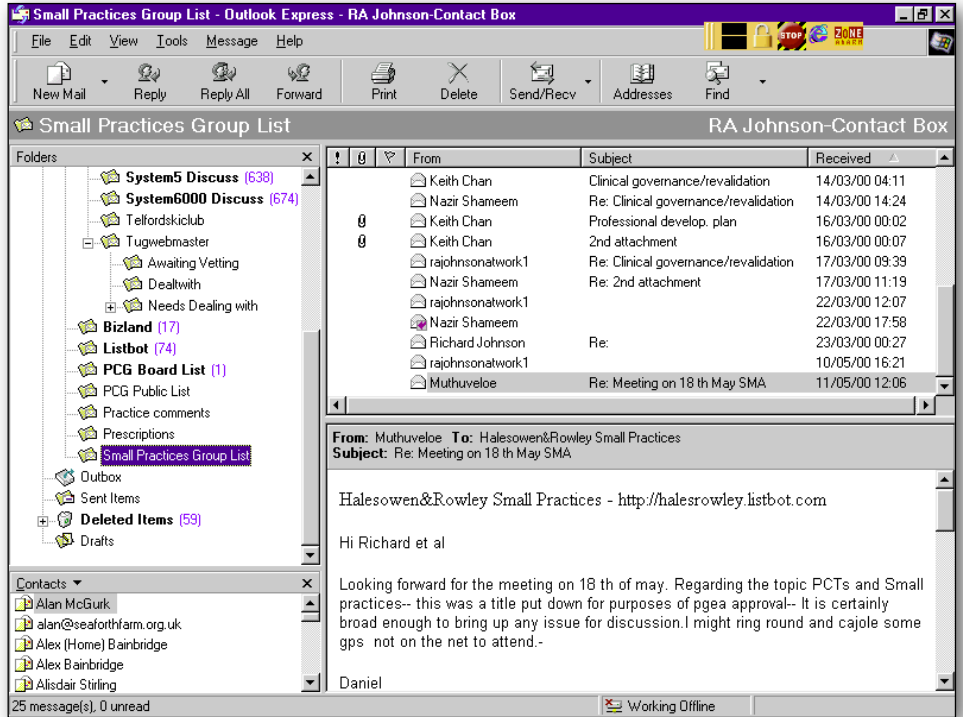 Small Practices Group List - Outlook Express - RA Johnson-Contact Box
File Edit View Tools Message Help
STOP ZONE ALARM
New Mail Reply Reply All Forward Print Delete Send/Recv Addresses Find
Small Practices Group List RA Johnson-Contact Box
Folders
System5 Discuss (638)
System6000 Discuss (674)
Telfordskiclub
Tugwebmaster
Awaiting Vetting
Dealtwith
Needs Dealing with
Bizland (17)
Listbot (74)
PCG Board List (1)
PCG Public List
Practice comments
Prescriptions
Small Practices Group List
Outbox
Sent Items
Deleted Items (59)
Drafts
Contacts
Alan McGurk
alan@seaforthfarm.org.uk
Alex (Home) Bainbridge
Alex Bainbridge
Alisdair Stirling
! From Subject Received
Keith Chan Clinical governance/revalidation 14/03/00 04:11
Nazir Shameem Re: Clinical governance/revalidation 14/03/00 14:24
Keith Chan Professional develop. plan 16/03/00 00:02
Keith Chan 2nd attachment 16/03/00 00:07
rajohnsonatwork1 Re: Clinical governance/revalidation 17/03/00 09:39
Nazir Shameem Re: 2nd attachment 17/03/00 11:19
rajohnsonatwork1 22/03/00 12:07
Nazir Shameem 22/03/00 17:58
Richard Johnson Re: 23/03/00 00:27
rajohnsonatwork1 10/05/00 16:21
Muthuveloe Re: Meeting on 18 th May SMA 11/05/00 12:06
From: Muthuveloe To: Halesowen&Rowley Small Practices
Subject: Re: Meeting on 18 th May SMA
Halesowen&Rowley Small Practices - http://halesrowley.listbot.com
Hi Richard et al
Looking forward for the meeting on 18 th of may. Regarding the topic PCTs and Small
practices-- this was a title put down for purposes of pgea approval-- It is certainly
broad enough to bring up any issue for discussion.I might ring round and cajole some
gps not on the net to attend.-
Daniel
25 message(s), 0 unread Working Offline